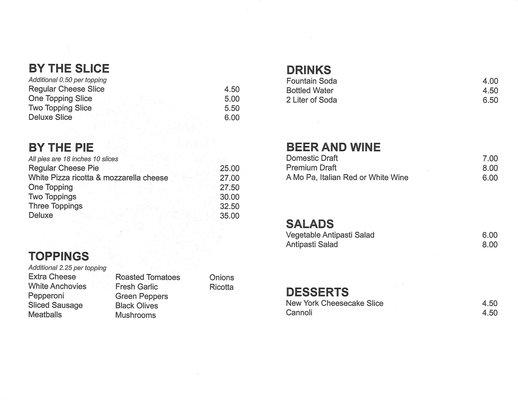 BY THE SLICE
Additional 0.50 per topping
Regular Cheese Slice 4.50
One Topping Slice 5.00
Two Topping Slice 5.50
Deluxe Slice 6.00
BY THE PIE
All pies are 18 inches 10 slices
Regular Cheese Pie 25.00
White Pizza ricotta & mozzarella cheese 27.00
One Topping 27.50
Two Toppings 30.00
Three Toppings 32.50
Deluxe 35.00
TOPPINGS
Additional 2.25 per topping
Extra Cheese Roasted Tomatoes Onions
White Anchovies Fresh Garlic Ricotta
Pepperoni Green Peppers
Sliced Sausage Black Olives
Meatballs Mushrooms
DRINKS
Fountain Soda 4.00
Bottled Water 4.50
2 Liter of Soda 6.50
BEER AND WINE
Domestic Draft 7.00
Premium Draft 8.00
A Mo Pa, Italian Red or White Wine 6.00
SALADS
Vegetable Antipasti Salad 6.00
Antipasti Salad 8.00
DESSERTS
New York Cheesecake Slice 4.50
Cannoli 4.50